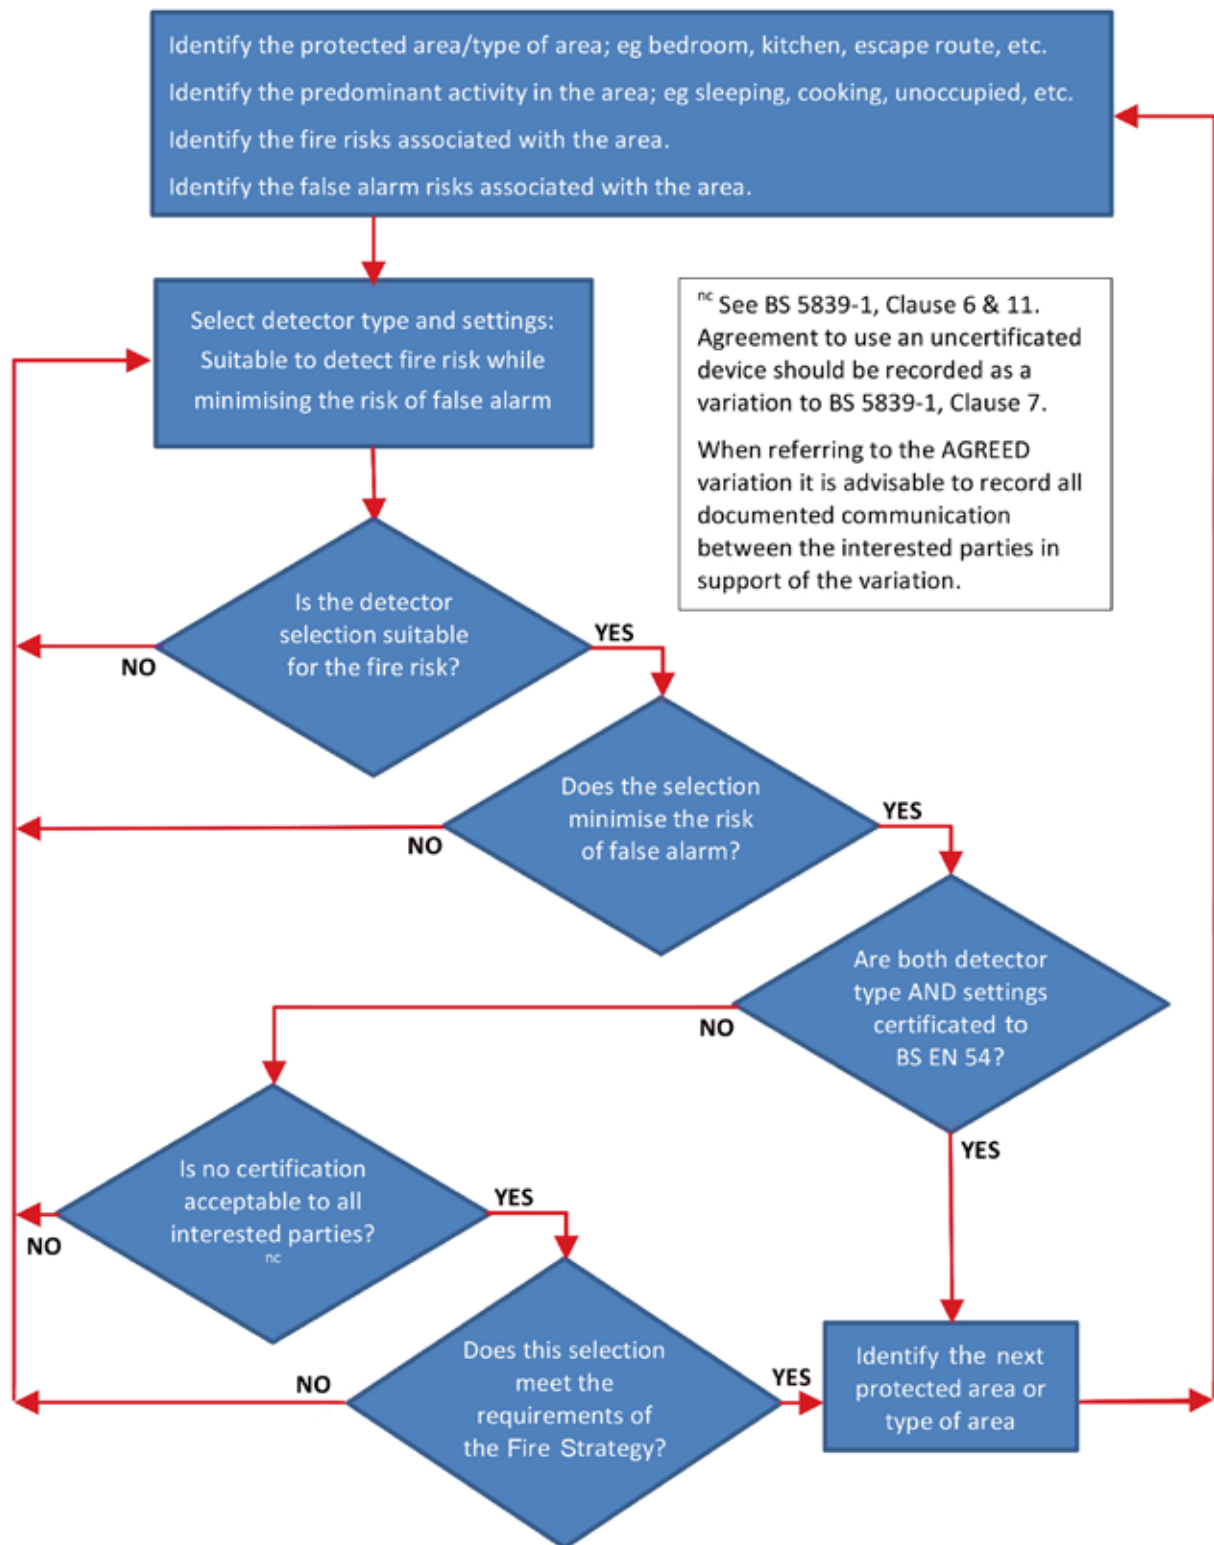 Identify the protected area/type of area; eg bedroom, kitchen, escape route, etc.
Identify the predominant activity in the area; eg sleeping, cooking, unoccupied, etc.
Identify the fire risks associated with the area.
Identify the false alarm risks associated with the area.
Select detector type and settings:
Suitable to detect fire risk while
minimising the risk of false alarm
nc See BS 5839-1, Clause 6 & 11.
Agreement to use an uncertificated
device should be recorded as a
variation to BS 5839-1, Clause 7.
When referring to the AGREED
variation it is advisable to record all
documented communication
between the interested parties in
support of the variation.
Is the detector
selection suitable
for the fire risk?
NO
YES
Does the selection
minimise the risk
of false alarm?
NO
YES
Are both detector
type AND settings
certificated to
BS EN 54?
NO
YES
Is no certification
acceptable to all
interested parties?
nc
NO
YES
Does this selection
meet the
requirements of
the Fire Strategy?
NO
YES
Identify the next
protected area or
type of area